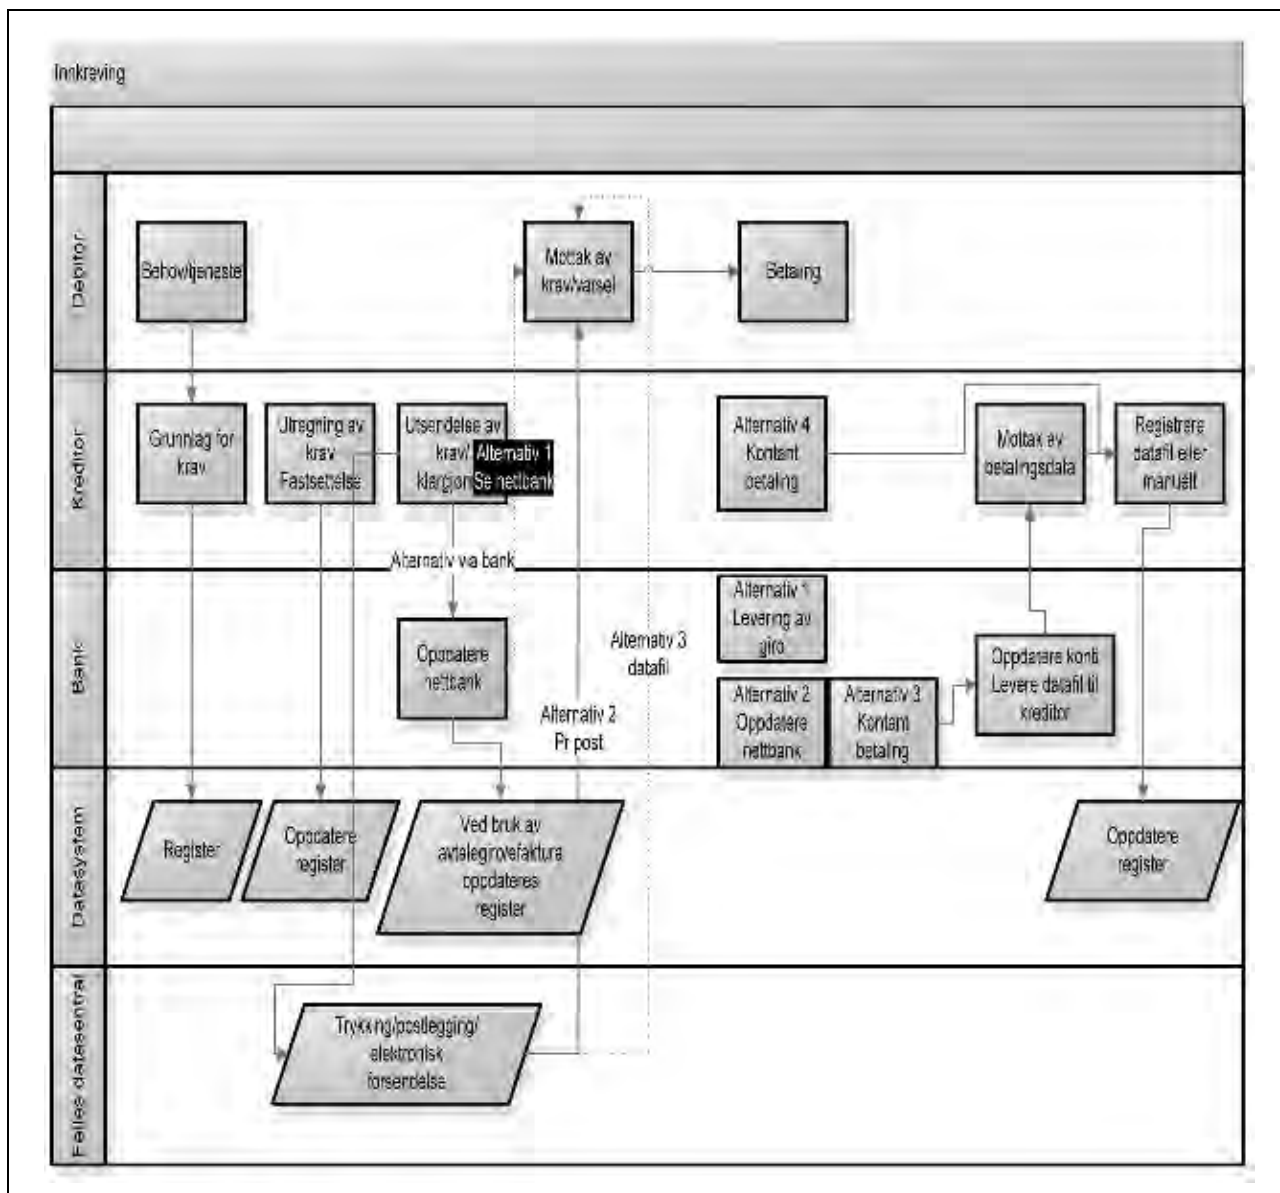 Innkreving
Debitor
Behov/tjeneste
Mottak av
krav/varsel
Betaling
Kreditor
Grunnlag for
krav
Utregning av
krav
Fastsettelse
Utsendelse av
krav/
Alternativ 1
Se nettbank
Alternativ 4
Kontant
betaling
Mottak av
betalingsdata
Registrere
datafil eller
manuelt
Alternativ via bank
Bank
Oppdatere
nettbank
Alternativ 2
Pr post
Alternativ 3
datafil
Alternativ 1
Levering av
giro
Alternativ 2
Oppdatere
nettbank
Alternativ 3
Kontant
betaling
Oppdatere konti
Levere datafil til
kreditor
Datasystem
Register
Oppdatere
register
Ved bruk av
avtalegiro/efaktura
oppdateres
register
Oppdatere
register
Felles datasentral
Trykking/postlegging/
elektronisk
forsendelse